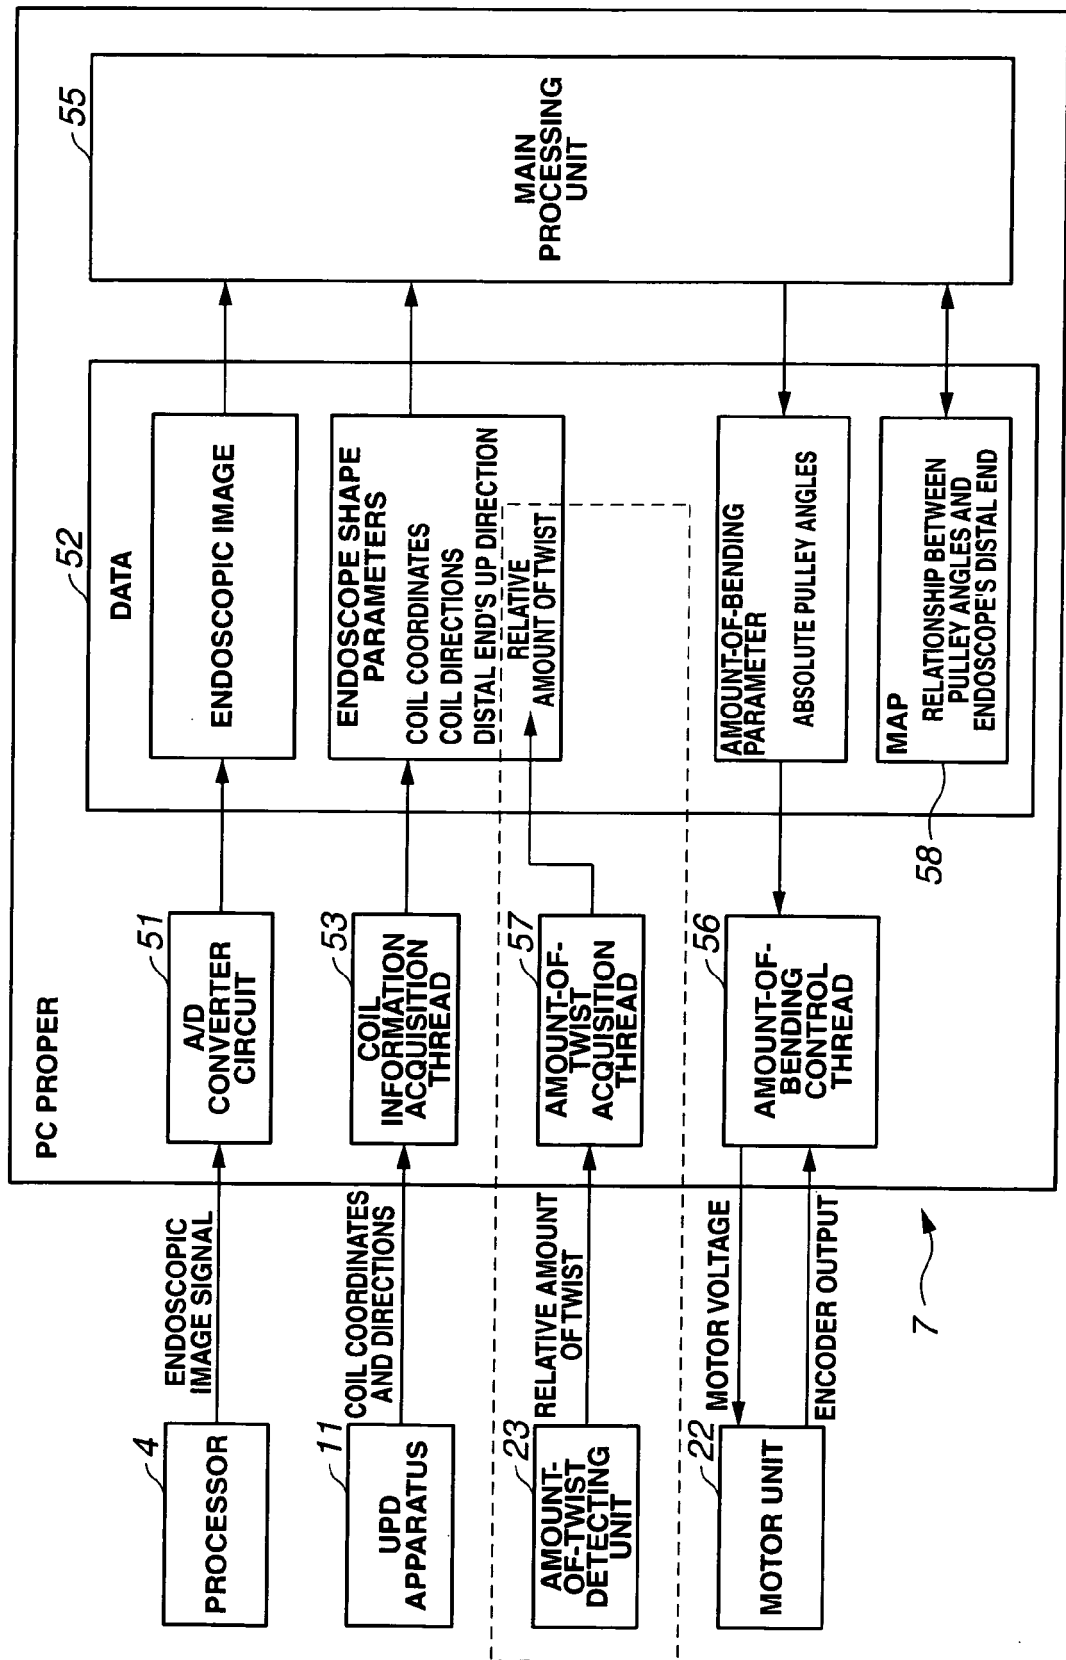 PC PROPER
7
4
PROCESSOR
ENDOSCOPIC
IMAGE SIGNAL
51
A/D
CONVERTER
CIRCUIT
52
DATA
ENDOSCOPIC IMAGE
55
MAIN
PROCESSING
UNIT
11
UPD
APPARATUS
COIL COORDINATES
AND DIRECTIONS
53
COIL
INFORMATION
ACQUISITION
THREAD
ENDOSCOPE SHAPE
PARAMETERS
COIL COORDINATES
COIL DIRECTIONS
DISTAL END'S UP DIRECTION
RELATIVE
AMOUNT OF TWIST
23
AMOUNT-
OF-TWIST
DETECTING
UNIT
RELATIVE AMOUNT
OF TWIST
57
AMOUNT-OF-
TWIST
ACQUISITION
THREAD
22
MOTOR UNIT
MOTOR VOLTAGE
ENCODER OUTPUT
56
AMOUNT-OF-
BENDING
CONTROL
THREAD
AMOUNT-OF-BENDING
PARAMETER
ABSOLUTE PULLEY ANGLES
58
MAP
RELATIONSHIP BETWEEN
PULLEY ANGLES AND
ENDOSCOPE'S DISTAL END